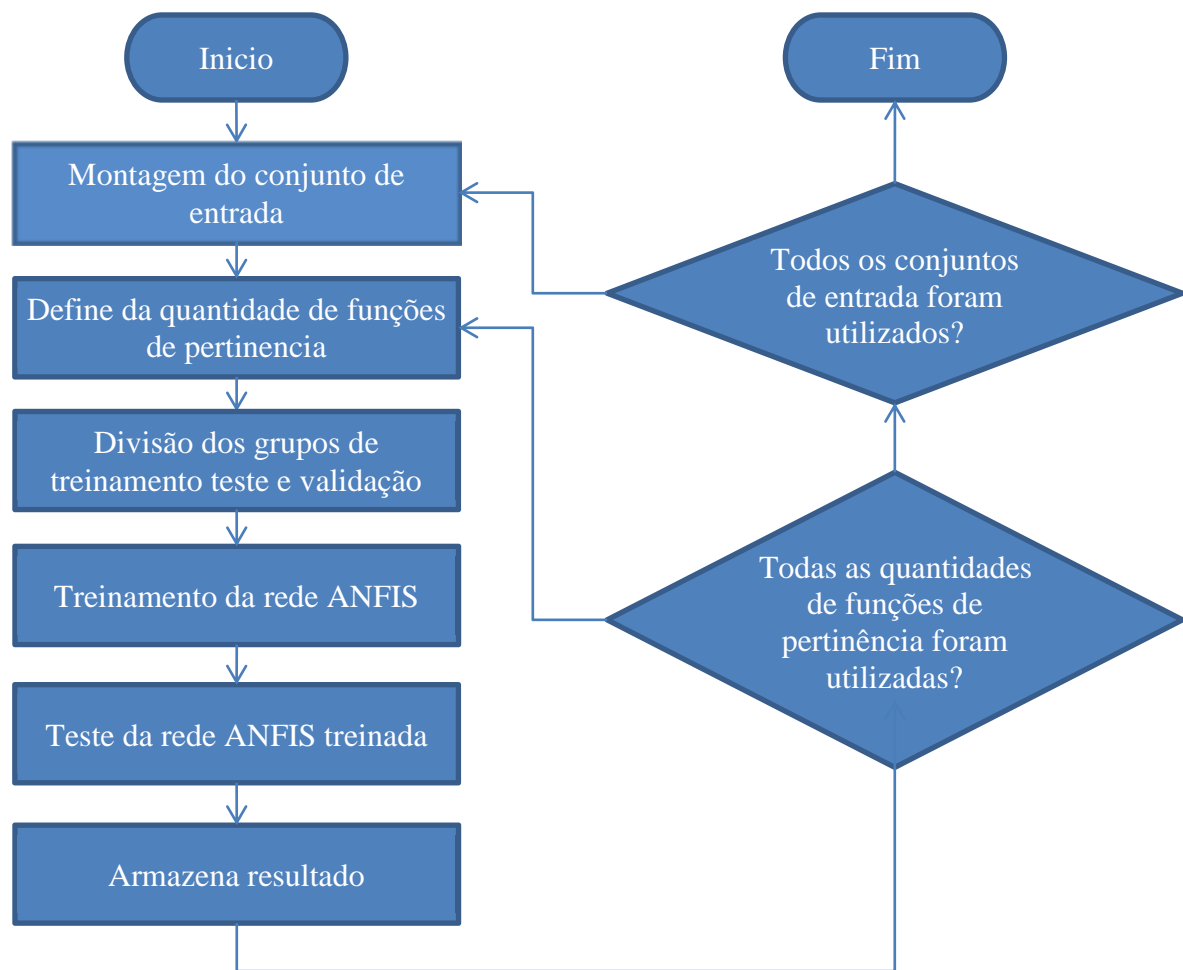 Inicio
Montagem do conjunto de
entrada
Define da quantidade de funções
de pertinencia
Divisão dos grupos de
treinamento teste e validação
Treinamento da rede ANFIS
Teste da rede ANFIS treinada
Armazena resultado
Todas as quantidades
de funções de
pertinência foram
utilizadas?
Todos os conjuntos
de entrada foram
utilizados?
Fim